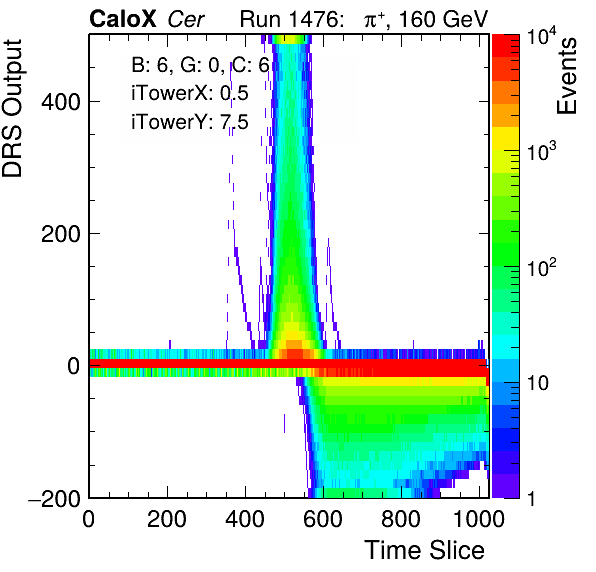 CaloX Cer Run 1476: π⁺, 160 GeV
B: 6, G: 0, C: 6
iTowerX: 0.5
iTowerY: 7.5
DRS Output
400
200
0
−200
0 200 400 600 800 1000
Time Slice
Events
10⁴
10³
10²
10
1